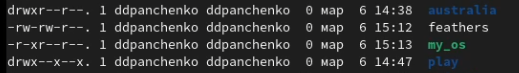 drwxr--r--. 1 ddpanchenko ddpanchenko 0 мар  6 14:38 australia
-rw-rw-r--. 1 ddpanchenko ddpanchenko 0 мар  6 15:12 feathers
-r-xr--r--. 1 ddpanchenko ddpanchenko 0 мар  6 15:13 my_os
drwx--x--x. 1 ddpanchenko ddpanchenko 0 мар  6 14:47 play